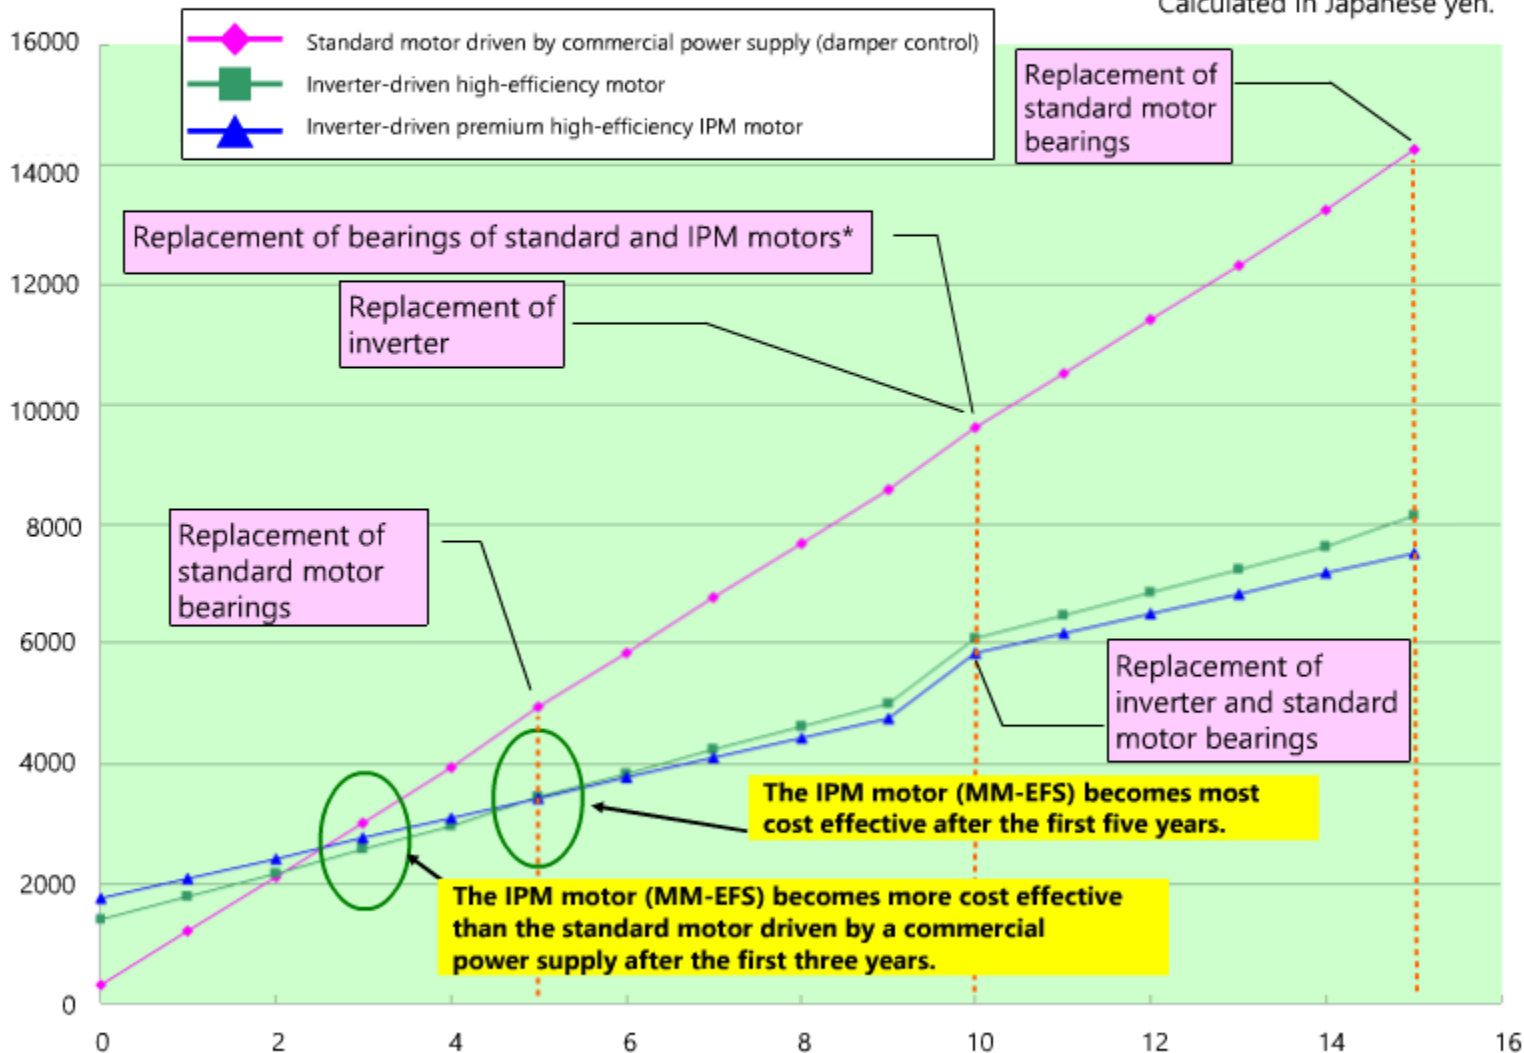 Calculated in Japanese yen.
Standard motor driven by commercial power supply (damper control)
Inverter-driven high-efficiency motor
Inverter-driven premium high-efficiency IPM motor
Replacement of
standard motor
bearings
Replacement of bearings of standard and IPM motors*
Replacement of
inverter
Replacement of
standard motor
bearings
Replacement of
inverter and standard
motor bearings
The IPM motor (MM-EFS) becomes most
cost effective after the first five years.
The IPM motor (MM-EFS) becomes more cost effective
than the standard motor driven by a commercial
power supply after the first three years.
16000
14000
12000
10000
8000
6000
4000
2000
0
0 2 4 6 8 10 12 14 16